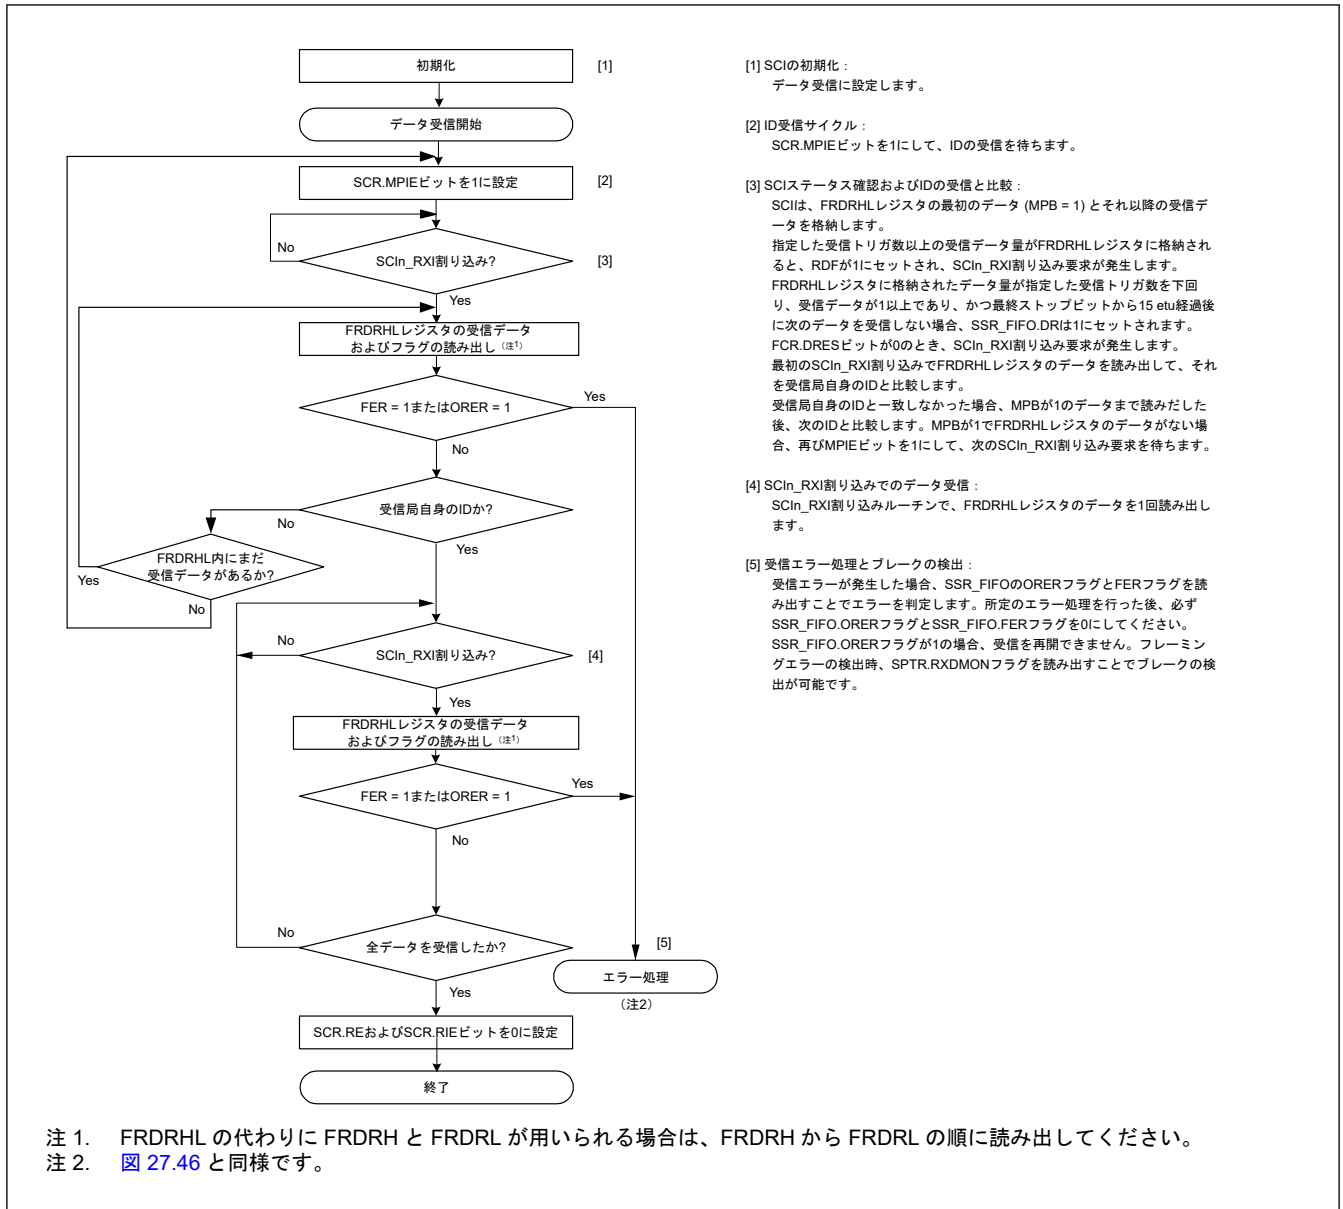 初期化
[1]
データ受信開始
SCR.MPIEビットを1に設定
[2]
No
SCIn_RXI割り込み?
[3]
Yes
FRDRHLレジスタの受信データ
およびフラグの読み出し（注1）
FER = 1またはORER = 1
Yes
No
受信局自身のIDか?
No
Yes
FRDRHL内にまだ
受信データがあるか?
Yes
No
No
SCIn_RXI割り込み?
[4]
Yes
FRDRHLレジスタの受信データ
およびフラグの読み出し（注1）
FER = 1またはORER = 1
Yes
No
No
全データを受信したか?
[5]
エラー処理
（注2）
Yes
SCR.REおよびSCR.RIEビットを0に設定
終了
[1] SCIの初期化：
データ受信に設定します。
[2] ID受信サイクル：
SCR.MPIEビットを1にして、IDの受信を待ちます。
[3] SCIステータス確認およびIDの受信と比較：
SCIは、FRDRHLレジスタの最初のデータ (MPB = 1) とそれ以降の受信デ
ータを格納します。
指定した受信トリガ数以上の受信データ量がFRDRHLレジスタに格納され
ると、RDFが1にセットされ、SCIn_RXI割り込み要求が発生します。
FRDRHLレジスタに格納されたデータ量が指定した受信トリガ数を下回
り、受信データが1以上であり、かつ最終ストップビットから15 etu経過後
に次のデータを受信しない場合、SSR_FIFO.DRは1にセットされます。
FCR.DRESビットが0のとき、SCIn_RXI割り込み要求が発生します。
最初のSCIn_RXI割り込みでFRDRHLレジスタのデータを読み出して、それ
を受信局自身のIDと比較します。
受信局自身のIDと一致しなかった場合、MPBが1のデータまで読みだした
後、次のIDと比較します。MPBが1でFRDRHLレジスタのデータがない場
合、再びMPIEビットを1にして、次のSCIn_RXI割り込み要求を待ちます。
[4] SCIn_RXI割り込みでのデータ受信：
SCIn_RXI割り込みルーチンで、FRDRHLレジスタのデータを1回読み出し
ます。
[5] 受信エラー処理とブレークの検出：
受信エラーが発生した場合、SSR_FIFOのORERフラグとFERフラグを読
み出すことでエラーを判定します。所定のエラー処理を行った後、必ず
SSR_FIFO.ORERフラグとSSR_FIFO.FERフラグを0にしてください。
SSR_FIFO.ORERフラグが1の場合、受信を再開できません。フレーミン
グエラーの検出時、SPTR.RXDMONフラグを読み出すことでブレークの検
出が可能です。
注 1. FRDRHL の代わりに FRDRH と FRDRL が用いられる場合は、FRDRH から FRDRL の順に読み出してください。
注 2. 図 27.46 と同様です。